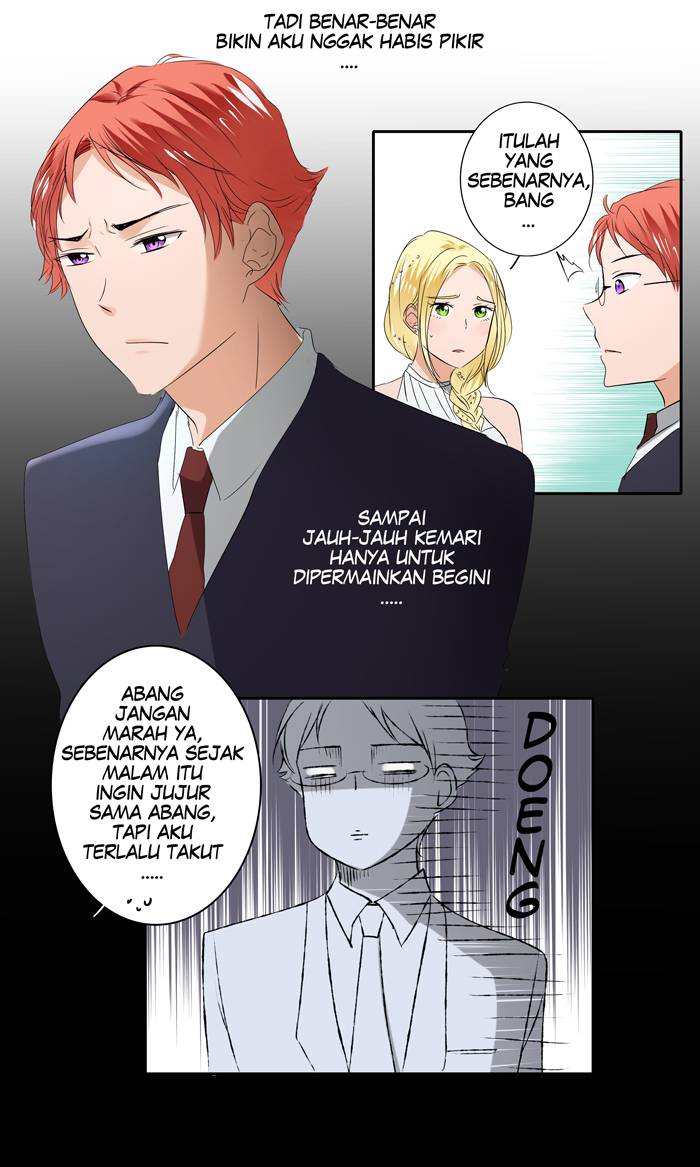 TADI BENAR-BENAR
BIKIN AKU NGGAK HABIS PIKIR
....
ITULAH
YANG
SEBENARNYA,
BANG
...
SAMPAI
JAUH-JAUH KEMARI
HANYA UNTUK
DIPERMAINKAN BEGINI
.....
ABANG
JANGAN
MARAH YA,
SEBENARNYA SEJAK
MALAM ITU
INGIN JUJUR
SAMA ABANG,
TAPI AKU
TERLALU TAKUT
.....
DOENG